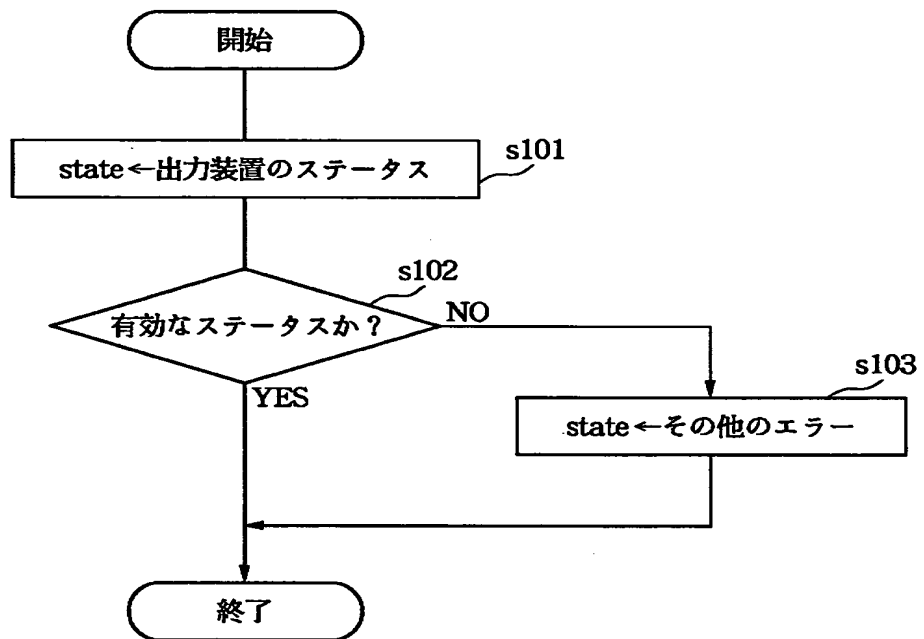 開始
state←出力装置のステータス
s101
s102
有効なステータスか？
NO
YES
s103
state←その他のエラー
終了